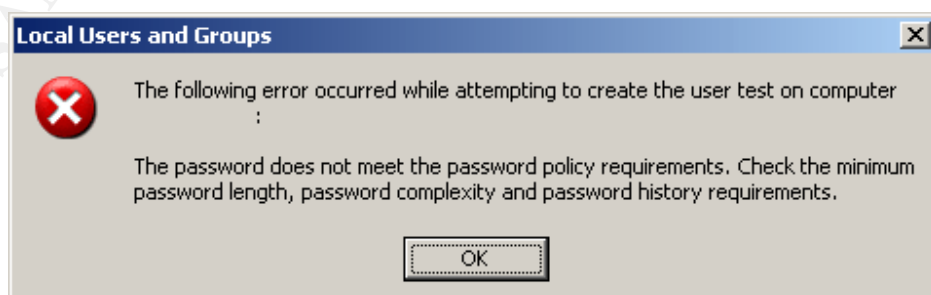 Local Users and Groups
The following error occurred while attempting to create the user test on computer
:
The password does not meet the password policy requirements. Check the minimum
password length, password complexity and password history requirements.
OK